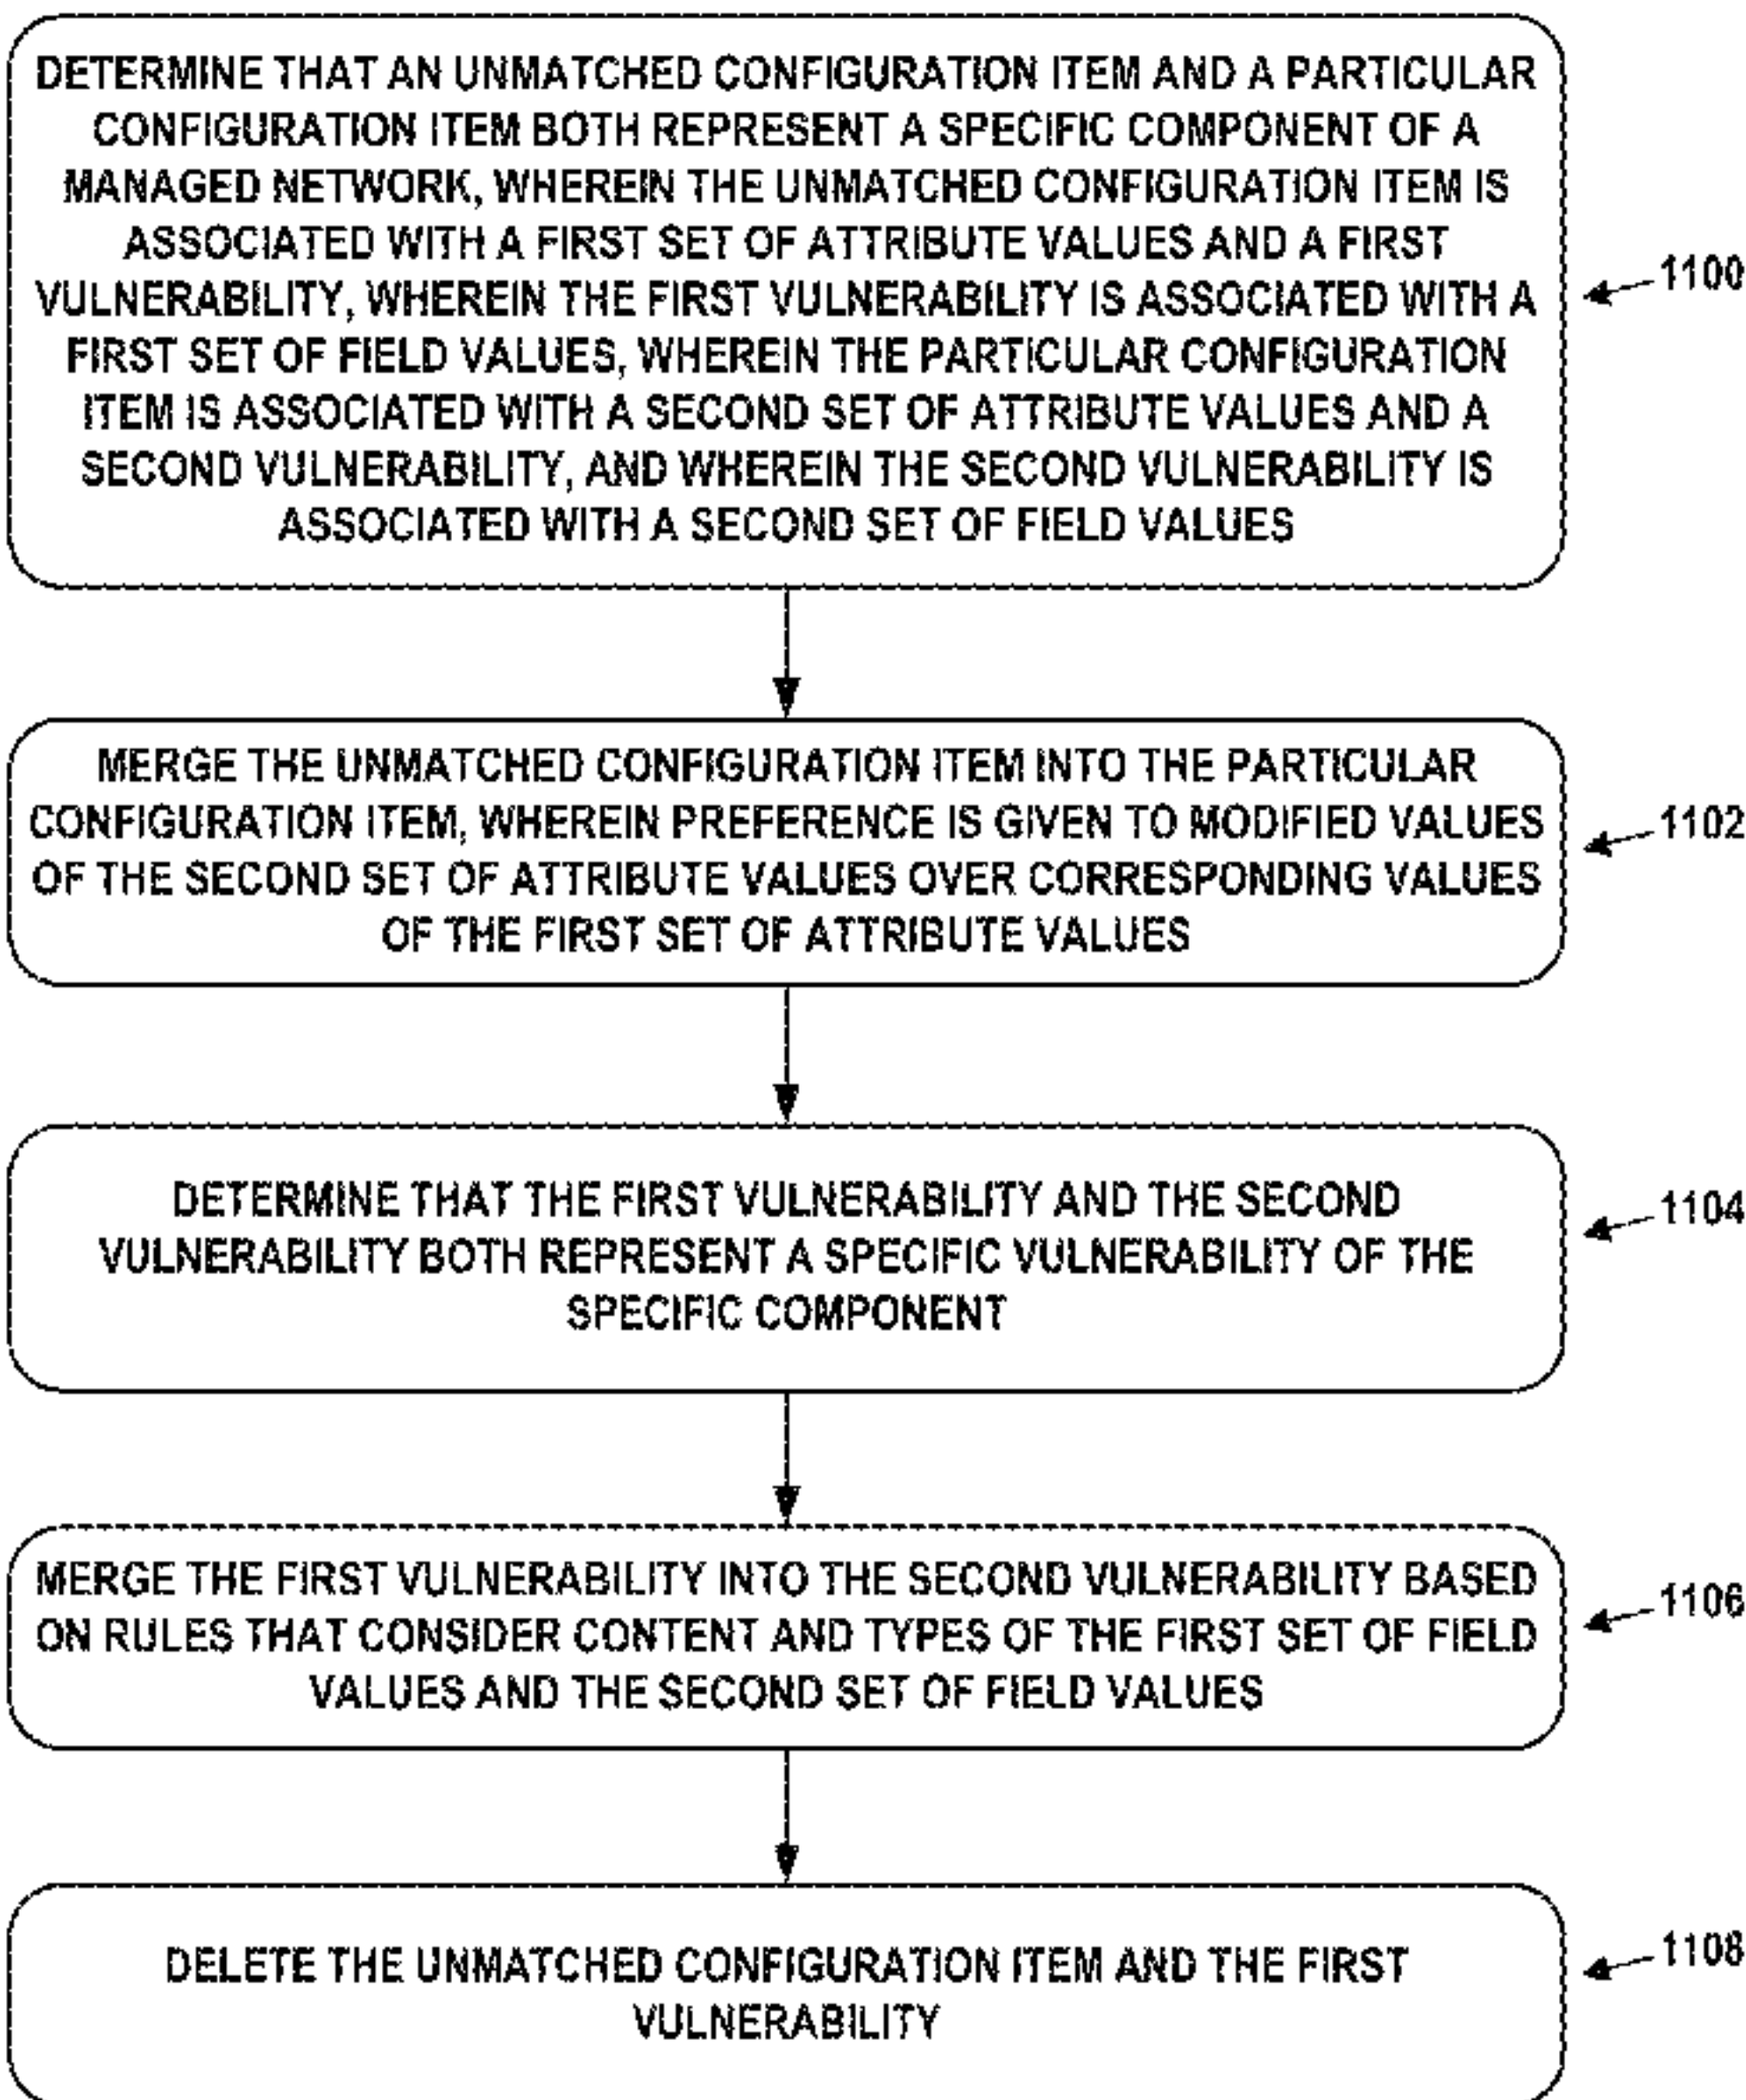 DETERMINE THAT AN UNMATCHED CONFIGURATION ITEM AND A PARTICULAR
CONFIGURATION ITEM BOTH REPRESENT A SPECIFIC COMPONENT OF A
MANAGED NETWORK, WHEREIN THE UNMATCHED CONFIGURATION ITEM IS
ASSOCIATED WITH A FIRST SET OF ATTRIBUTE VALUES AND A FIRST
VULNERABILITY, WHEREIN THE FIRST VULNERABILITY IS ASSOCIATED WITH A
FIRST SET OF FIELD VALUES, WHEREIN THE PARTICULAR CONFIGURATION
ITEM IS ASSOCIATED WITH A SECOND SET OF ATTRIBUTE VALUES AND A
SECOND VULNERABILITY, AND WHEREIN THE SECOND VULNERABILITY IS
ASSOCIATED WITH A SECOND SET OF FIELD VALUES
1100
MERGE THE UNMATCHED CONFIGURATION ITEM INTO THE PARTICULAR
CONFIGURATION ITEM, WHEREIN PREFERENCE IS GIVEN TO MODIFIED VALUES
OF THE SECOND SET OF ATTRIBUTE VALUES OVER CORRESPONDING VALUES
OF THE FIRST SET OF ATTRIBUTE VALUES
1102
DETERMINE THAT THE FIRST VULNERABILITY AND THE SECOND
VULNERABILITY BOTH REPRESENT A SPECIFIC VULNERABILITY OF THE
SPECIFIC COMPONENT
1104
MERGE THE FIRST VULNERABILITY INTO THE SECOND VULNERABILITY BASED
ON RULES THAT CONSIDER CONTENT AND TYPES OF THE FIRST SET OF FIELD
VALUES AND THE SECOND SET OF FIELD VALUES
1106
DELETE THE UNMATCHED CONFIGURATION ITEM AND THE FIRST
VULNERABILITY
1108